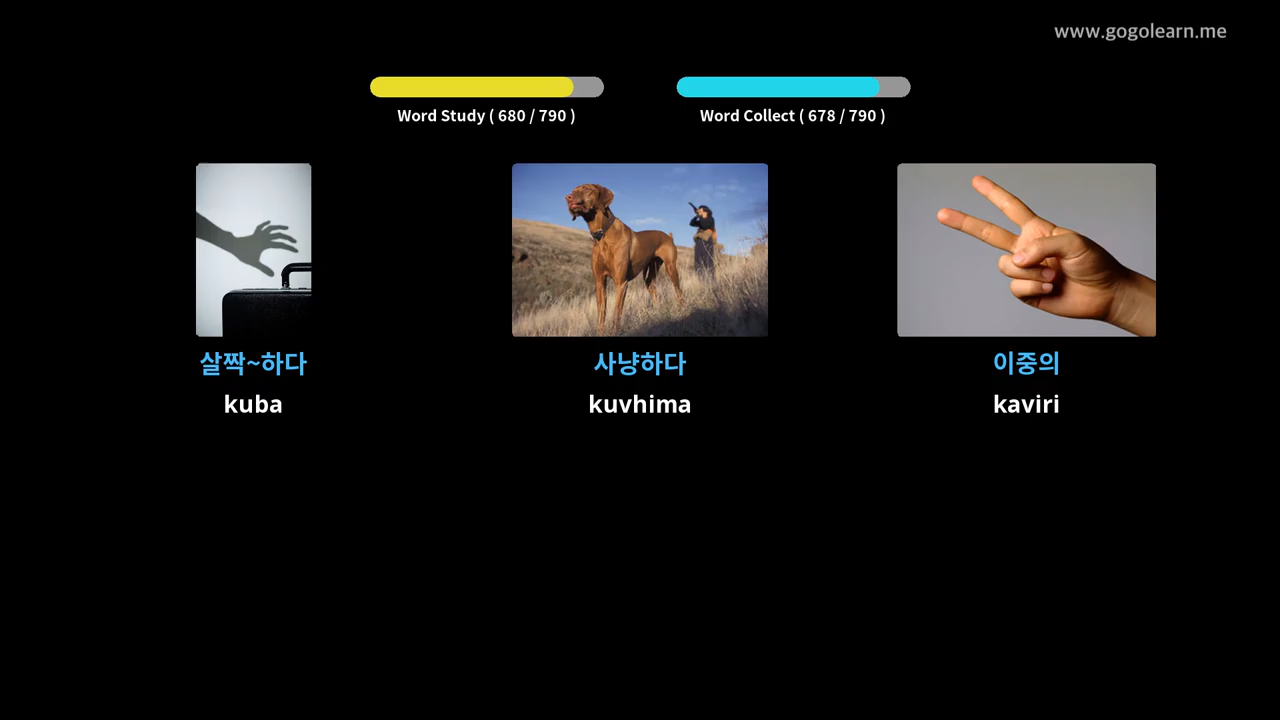 www.gogolearn.me
Word Study ( 680 / 790 )
Word Collect ( 678 / 790 )
살짝~하다
사냥하다
이중의
kuba
kuvhima
kaviri